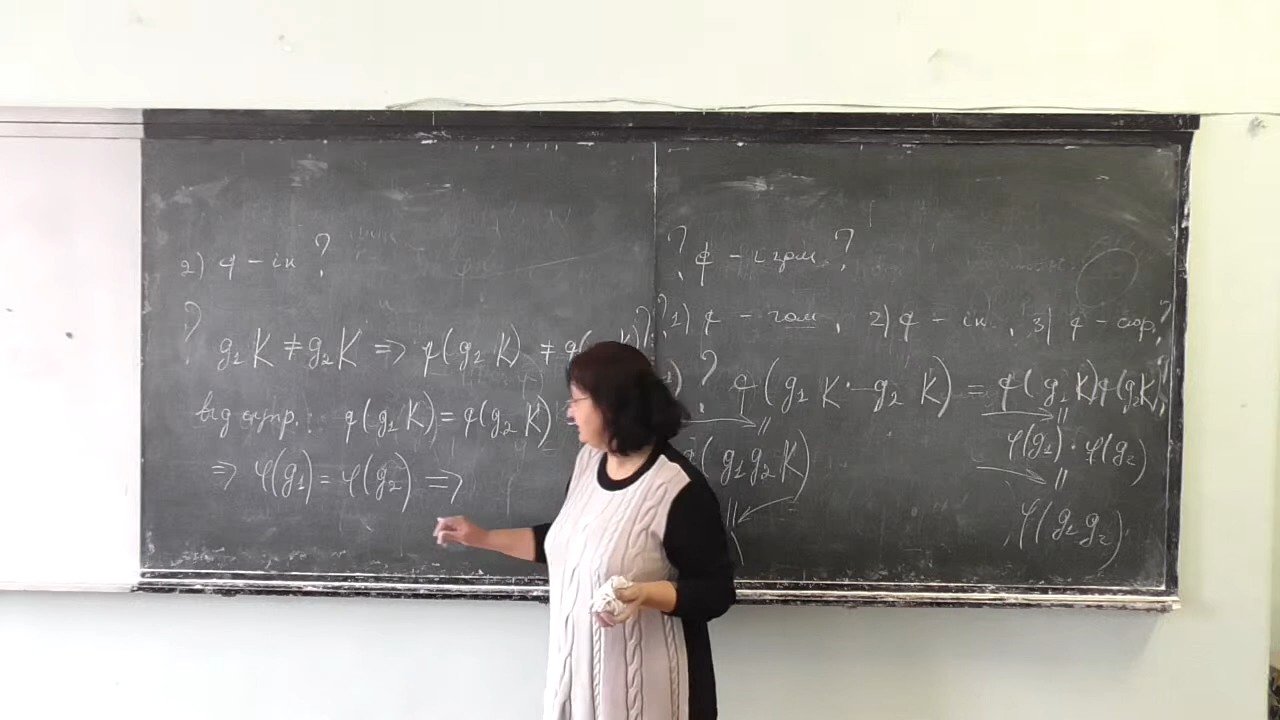 2) φ – ін ?
? g₁K ≠ g₂K ⇒ φ(g₁K) ≠ φ( K) ?
від супр.: φ(g₁K) = φ(g₂K)
⇒ ψ(g₁) = ψ(g₂) ⇒
? φ – ізом ?
? 1) φ – гом, 2) φ – ін, 3) φ – сюр, ?
1) ? φ(g₁K · g₂K) = φ(g₁K)φ(g₂K)
φ(g₁g₂K)
ψ(g₁) · ψ(g₂)
ψ(g₁g₂)